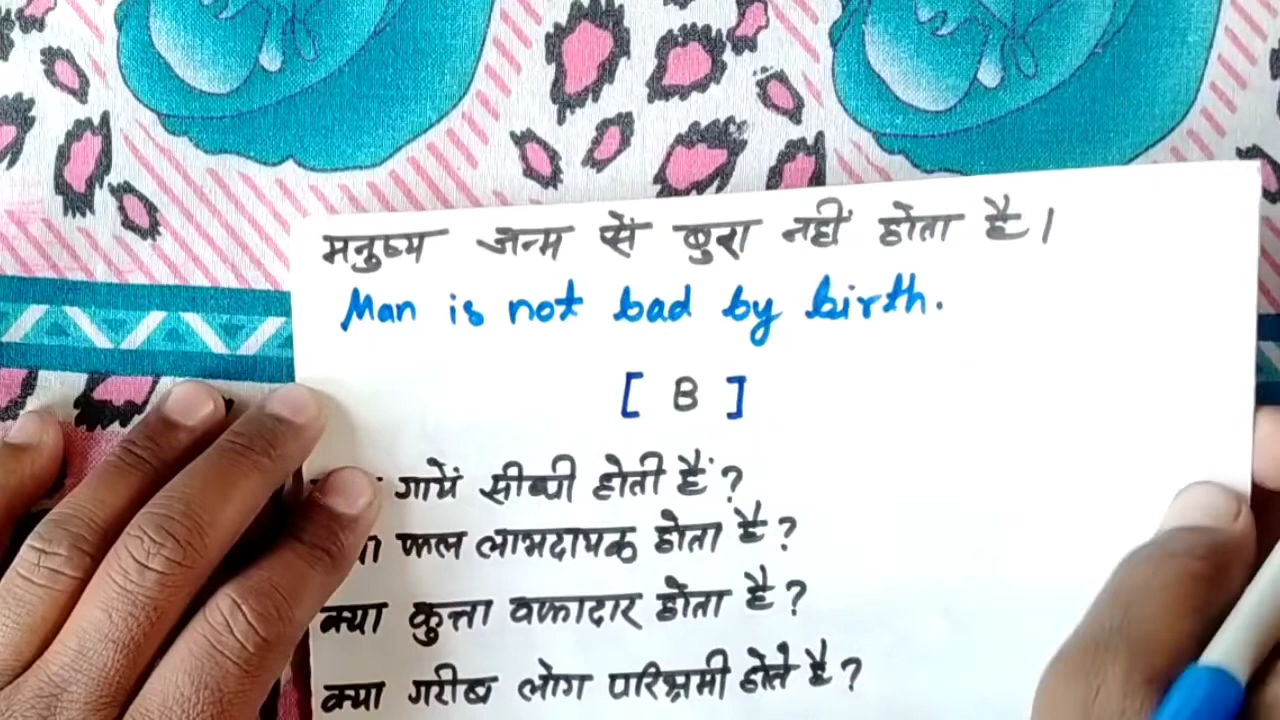 मनुष्य जन्म से बुरा नहीं होता है।
Man is not bad by birth.
[ B ]
गायें सीधी होती हैं?
फल लाभदायक होता है?
क्या कुत्ता वफादार होता है?
क्या गरीब लोग परिश्रमी होते है?